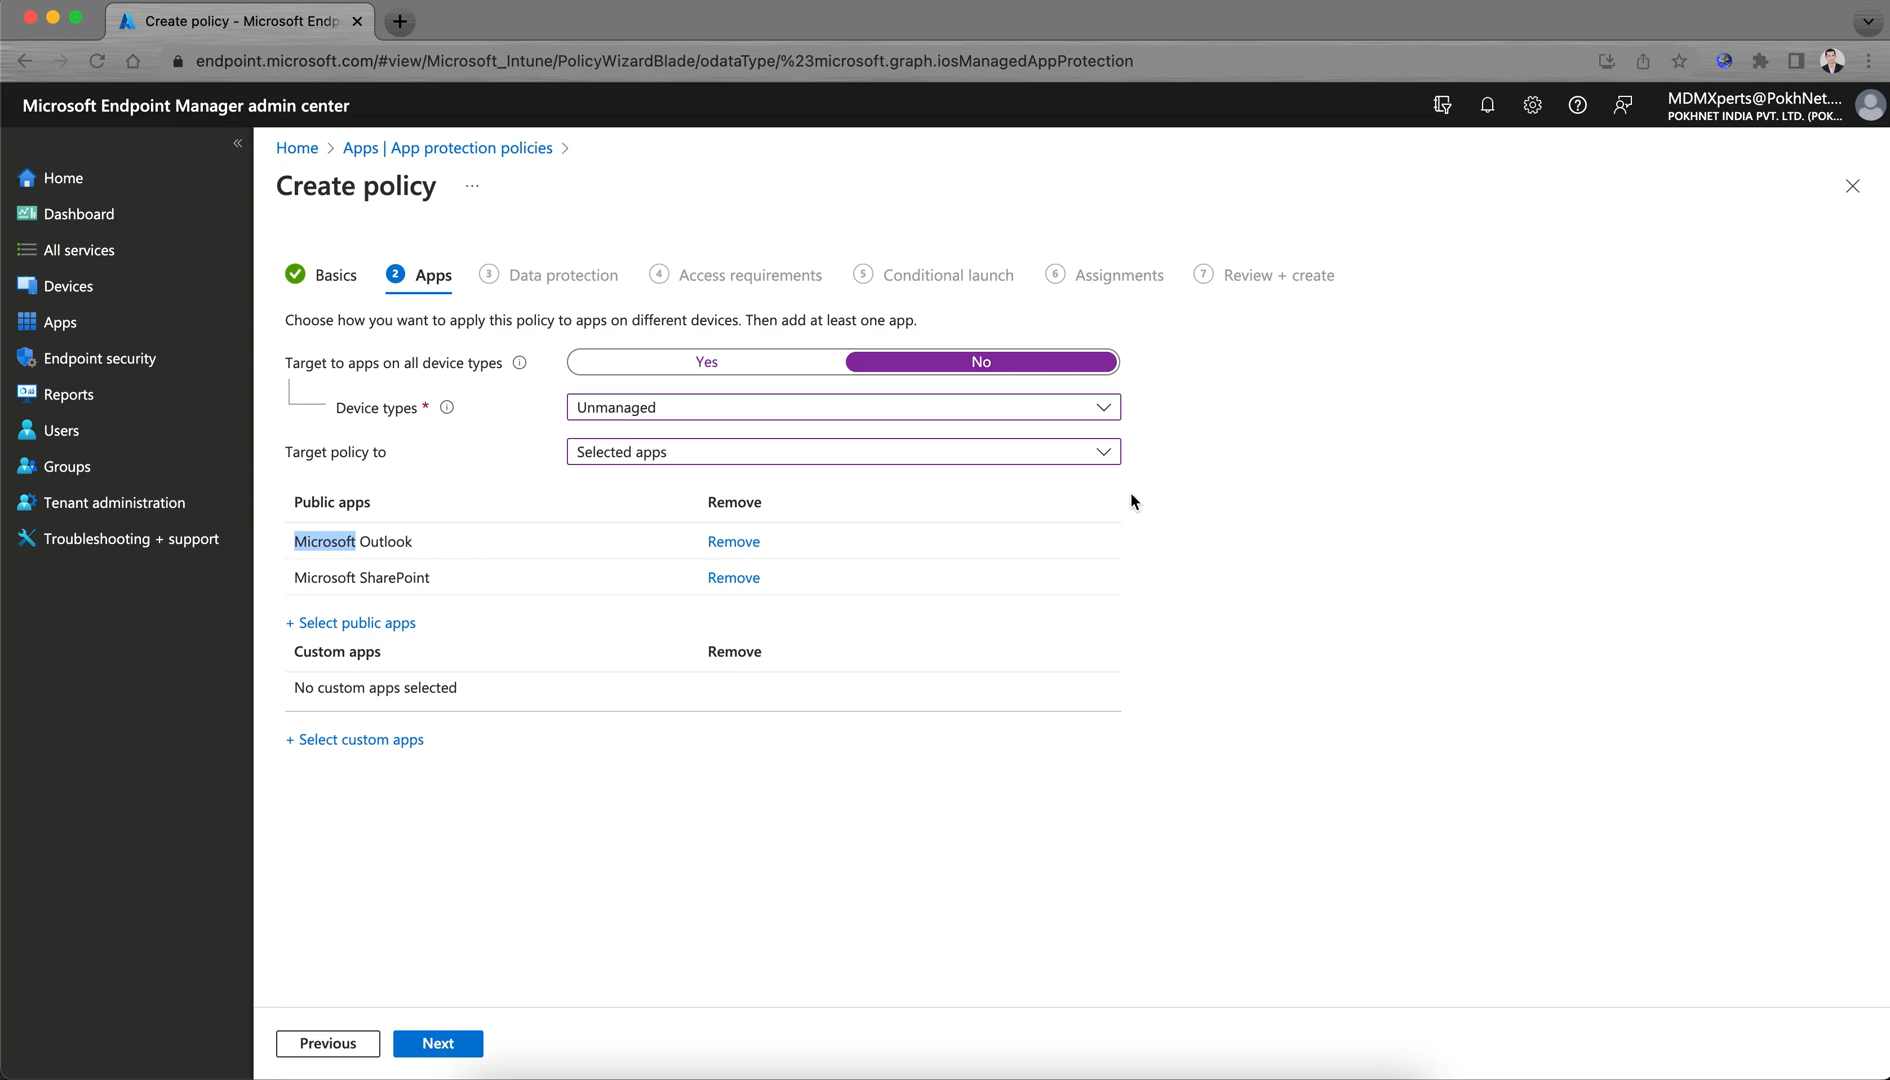 Create policy - Microsoft Endp
endpoint.microsoft.com/#view/Microsoft_Intune/PolicyWizardBlade/odataType/%23microsoft.graph.iosManagedAppProtection
Microsoft Endpoint Manager admin center
MDMXperts@PokhNet....
POKHNET INDIA PVT. LTD. (POK...
«
Home
Dashboard
All services
Devices
Apps
Endpoint security
Reports
Users
Groups
Tenant administration
Troubleshooting + support
Home > Apps | App protection policies >
Create policy ...
Basics 2 Apps 3 Data protection 4 Access requirements 5 Conditional launch 6 Assignments 7 Review + create
Choose how you want to apply this policy to apps on different devices. Then add at least one app.
Target to apps on all device types Yes No
Device types * Unmanaged
Target policy to Selected apps
Public apps Remove
Microsoft Outlook Remove
Microsoft SharePoint Remove
+ Select public apps
Custom apps Remove
No custom apps selected
+ Select custom apps
Previous Next